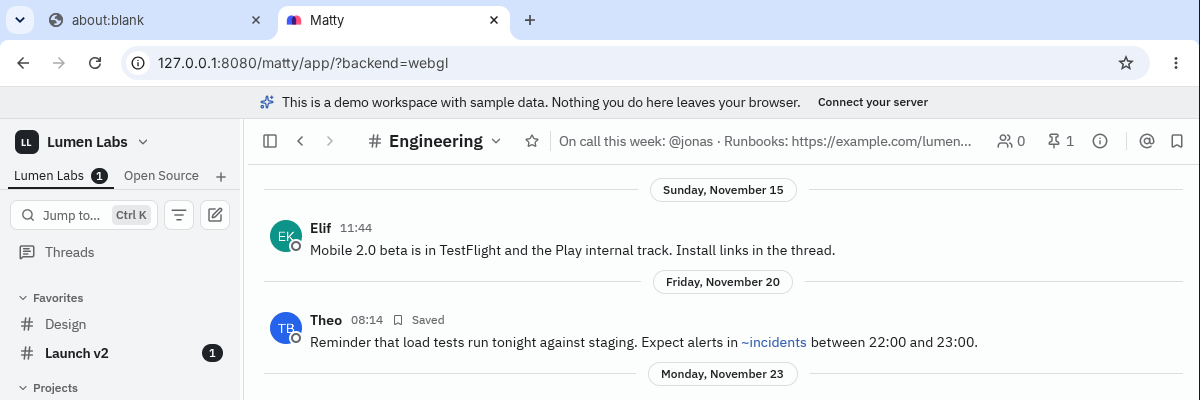 about:blank
Matty
127.0.0.1:8080/matty/app/?backend=webgl
This is a demo workspace with sample data. Nothing you do here leaves your browser. Connect your server
LL Lumen Labs
Lumen Labs 1 Open Source
Jump to... Ctrl K
Threads
Favorites
# Design
# Launch v2 1
Projects
# Engineering
On call this week: @jonas · Runbooks: https://example.com/lumen...
0
1
Sunday, November 15
EK Elif 11:44
Mobile 2.0 beta is in TestFlight and the Play internal track. Install links in the thread.
Friday, November 20
TB Theo 08:14 Saved
Reminder that load tests run tonight against staging. Expect alerts in ~incidents between 22:00 and 23:00.
Monday, November 23